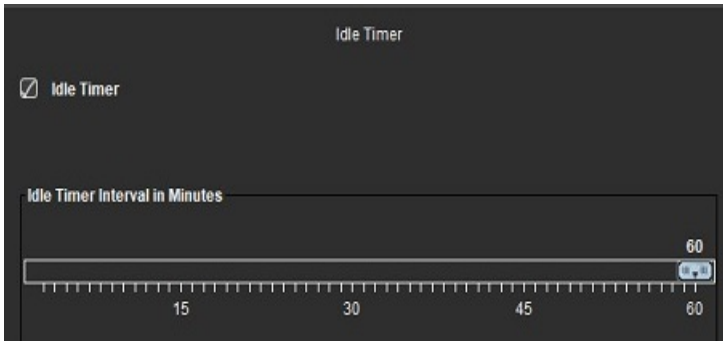 Idle Timer
Idle Timer
Idle Timer Interval in Minutes
60
15 30 45 60